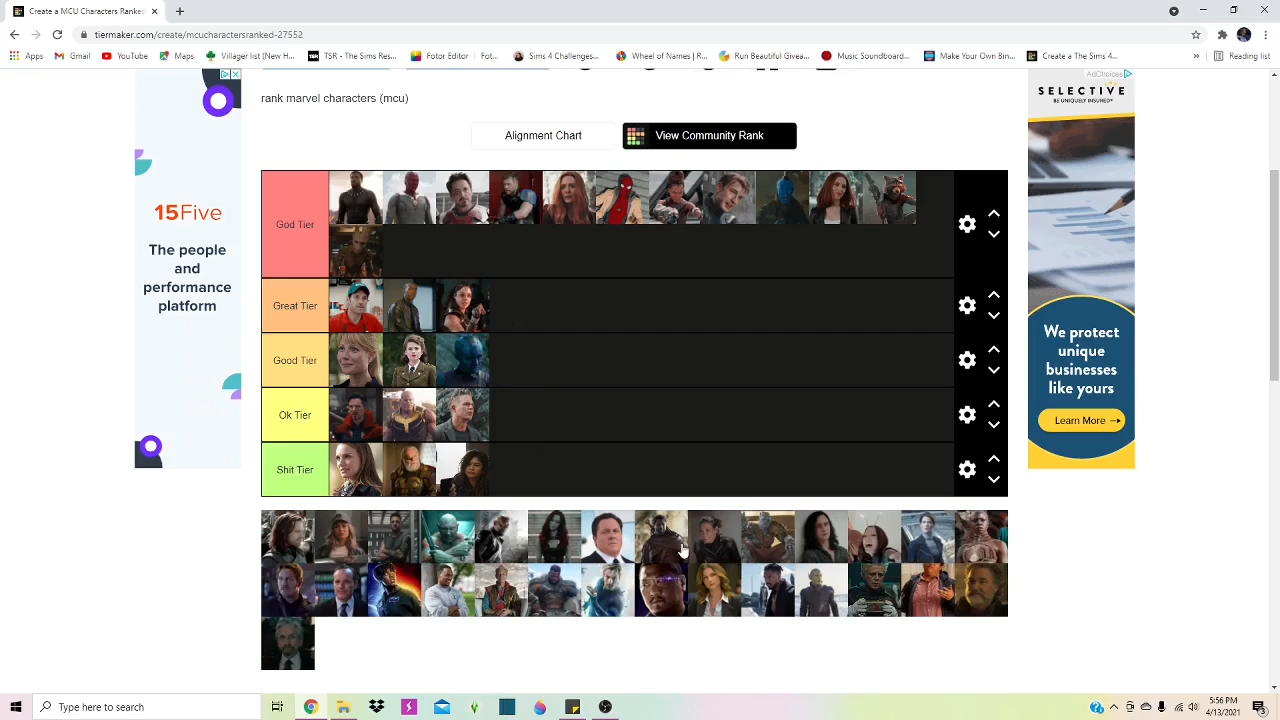 Create a MCU Characters Ranked
tiermaker.com/create/mcucharactersranked-27552
Apps
Gmail
YouTube
Maps
Villager list (New H...
TSR - The Sims Res...
Fotor Editor | Fot...
Sims 4 Challenges...
Wheel of Names | R...
Run Beautiful Givea...
Music Soundboard...
Make Your Own Bin...
Create a The Sims 4...
»
Reading list
rank marvel characters (mcu)
Alignment Chart
View Community Rank
God Tier
Great Tier
Good Tier
Ok Tier
Shit Tier
15Five
The people
and
performance
platform
AdChoices
SELECTIVE
BE UNIQUELY INSURED®
We protect
unique
businesses
like yours
Learn More →
Type here to search
5:56 PM
4/13/2021